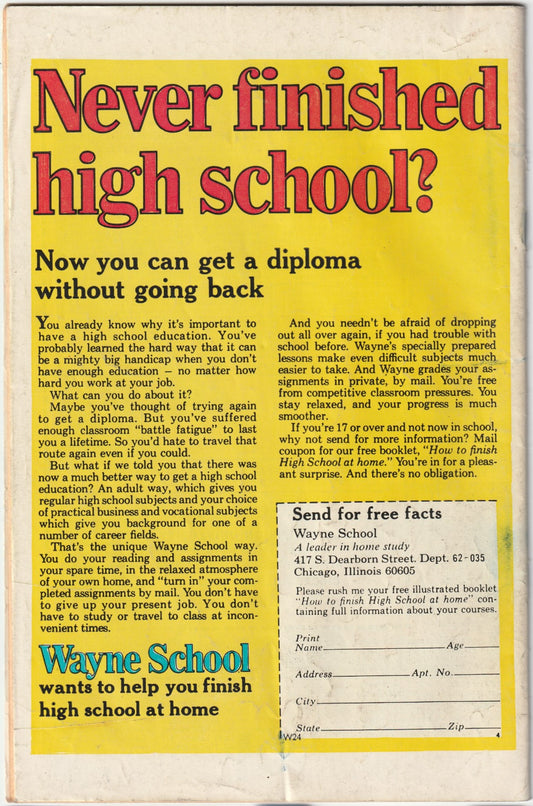 Never finished
high school?
Now you can get a diploma
without going back
You already know why it's important to
have a high school education. You've
probably learned the hard way that it can
be a mighty big handicap when you don't
have enough education – no matter how
hard you work at your job.
What can you do about it?
Maybe you've thought of trying again
to get a diploma. But you've suffered
enough classroom "battle fatigue" to last
you a lifetime. So you'd hate to travel that
route again even if you could.
But what if we told you that there was
now a much better way to get a high school
education? An adult way, which gives you
regular high school subjects and your choice
of practical business and vocational subjects
which give you background for one of a
number of career fields.
That's the unique Wayne School way.
You do your reading and assignments in
your spare time, in the relaxed atmosphere
of your own home, and "turn in" your com-
pleted assignments by mail. You don't have
to give up your present job. You don't
have to study or travel to class at incon-
venient times.
Wayne School
wants to help you finish
high school at home
And you needn't be afraid of dropping
out all over again, if you had trouble with
school before. Wayne's specially prepared
lessons make even difficult subjects much
easier to take. And Wayne grades your as-
signments in private, by mail. You're free
from competitive classroom pressures. You
stay relaxed, and your progress is much
smoother.
If you're 17 or over and not now in school,
why not send for more information? Mail
coupon for our free booklet, "How to finish
High School at home." You're in for a pleas-
ant surprise. And there's no obligation.
Send for free facts
Wayne School
A leader in home study
417 S. Dearborn Street. Dept. 62-035
Chicago, Illinois 60605
Please rush me your free illustrated booklet
"How to finish High School at home" con-
taining full information about your courses.
Print
Name Age
Address Apt. No.
City
State Zip
W24 4